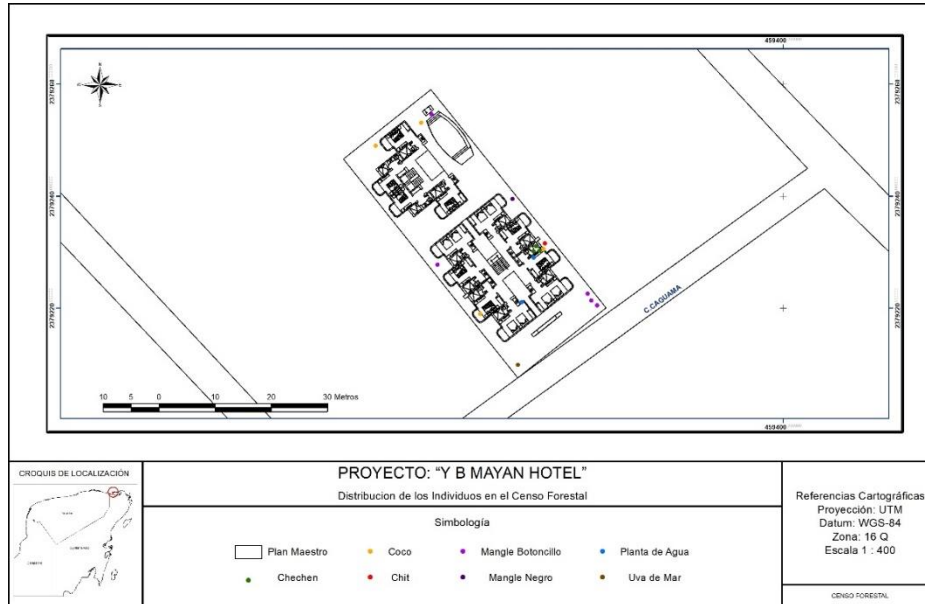 459400
2379260
2379260
2379240
2379240
C.CAGUAMA
2379220
2379220
10 5 0 10 20 30 Metros
459400
CROQUIS DE LOCALIZACIÓN
PROYECTO: “Y B MAYAN HOTEL”
Distribucion de los Individuos en el Censo Forestal
Simbología
Plan Maestro
Coco
Mangle Botoncillo
Planta de Agua
Chechen
Chit
Mangle Negro
Uva de Mar
Referencias Cartográficas
Proyección: UTM
Datum: WGS-84
Zona: 16 Q
Escala 1 : 400
CENSO FORESTAL